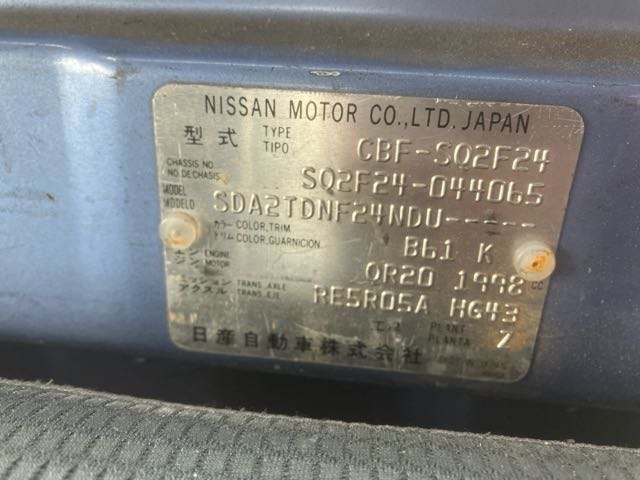 NISSAN MOTOR CO.,LTD.JAPAN
型式 TYPE TIPO CBF-SQ2F24
CHASSIS NO. NO. DECHASIS SQ2F24-044065
MODEL MODELO SDA2TDNF24NDU-----
カラー COLOR,TRIM
トリム COLOR,GUARNICION B61 K
エンジン ENGINE MOTOR QR20 1998 CC
ミッション アクスル TRANS. AXLE TRANS. EJE RE5R05A HG43
工場 PLANT PLANTA Z
日産自動車株式会社